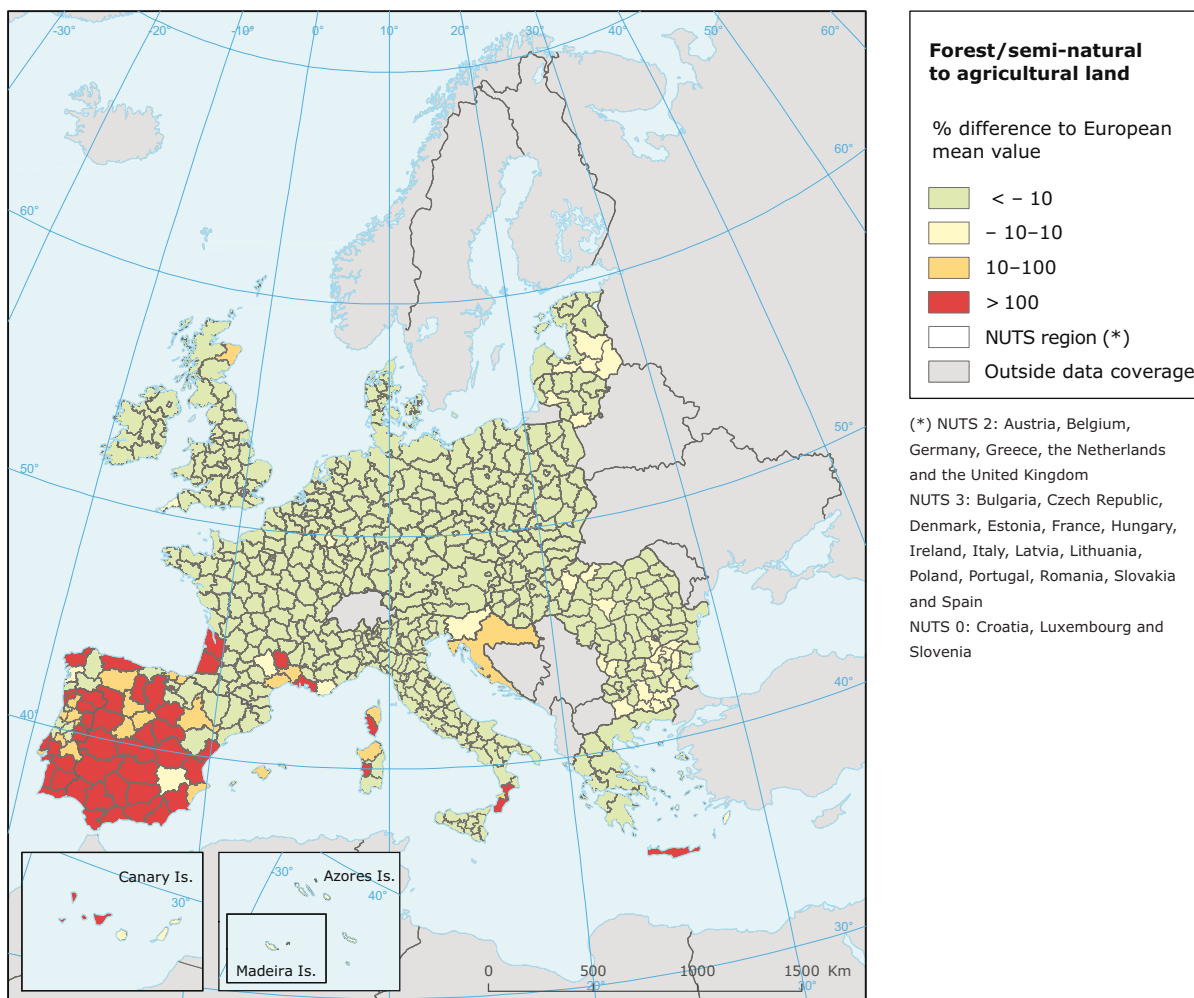 -30°
-20°
-10°
0°
10°
20°
30°
40°
50°
60°
60°
60°
50°
50°
40°
40°
Canary Is.
30°
-30°
Azores Is.
40°
Madeira Is.
0 500 1000 1500 Km
20°
30°
30°
Forest/semi-natural
to agricultural land
% difference to European
mean value
< – 10
– 10–10
10–100
> 100
NUTS region (*)
Outside data coverage
(*) NUTS 2: Austria, Belgium,
Germany, Greece, the Netherlands
and the United Kingdom
NUTS 3: Bulgaria, Czech Republic,
Denmark, Estonia, France, Hungary,
Ireland, Italy, Latvia, Lithuania,
Poland, Portugal, Romania, Slovakia
and Spain
NUTS 0: Croatia, Luxembourg and
Slovenia